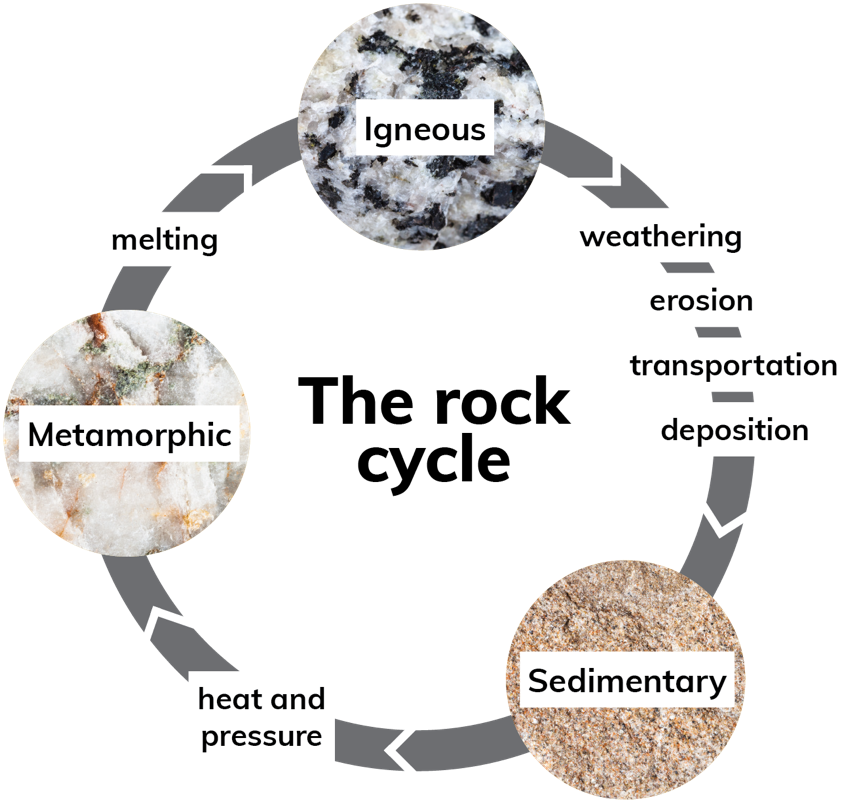 Igneous
melting
weathering
erosion
transportation
deposition
The rock
cycle
Metamorphic
Sedimentary
heat and
pressure